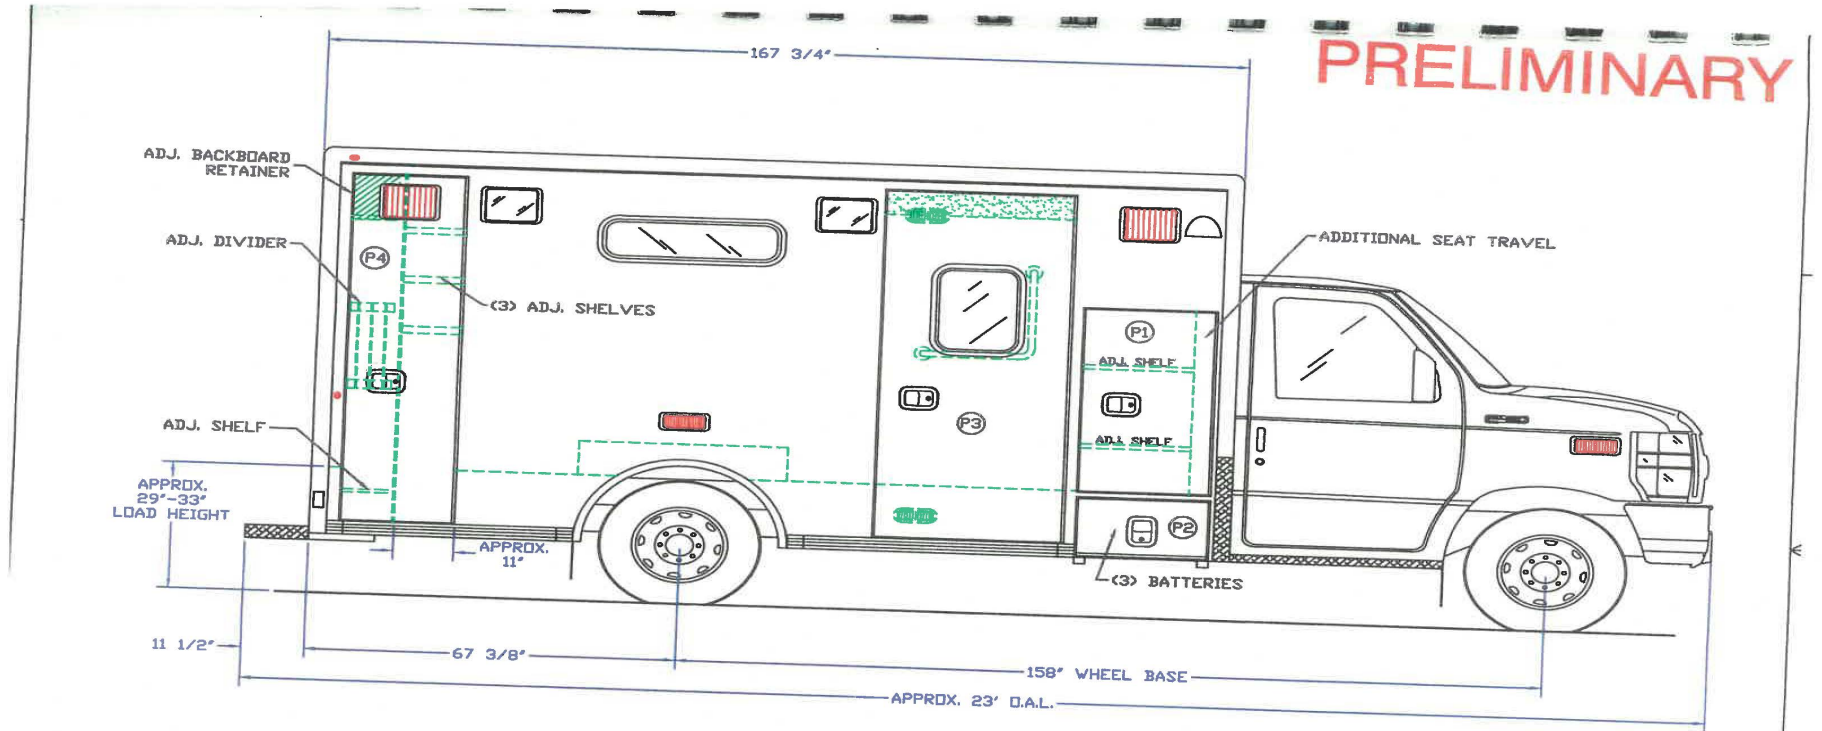 167 3/4"
PRELIMINARY
ADJ. BACKBOARD
RETAINER
ADJ. DIVIDER
P4
(3) ADJ. SHELVES
ADDITIONAL SEAT TRAVEL
P1
ADJ. SHELF
ADJ. SHELF
P3
ADJ. SHELF
APPROX.
29"-33"
LOAD HEIGHT
APPROX.
11"
P2
(3) BATTERIES
11 1/2"
67 3/8"
158" WHEEL BASE
APPROX. 23' O.A.L.